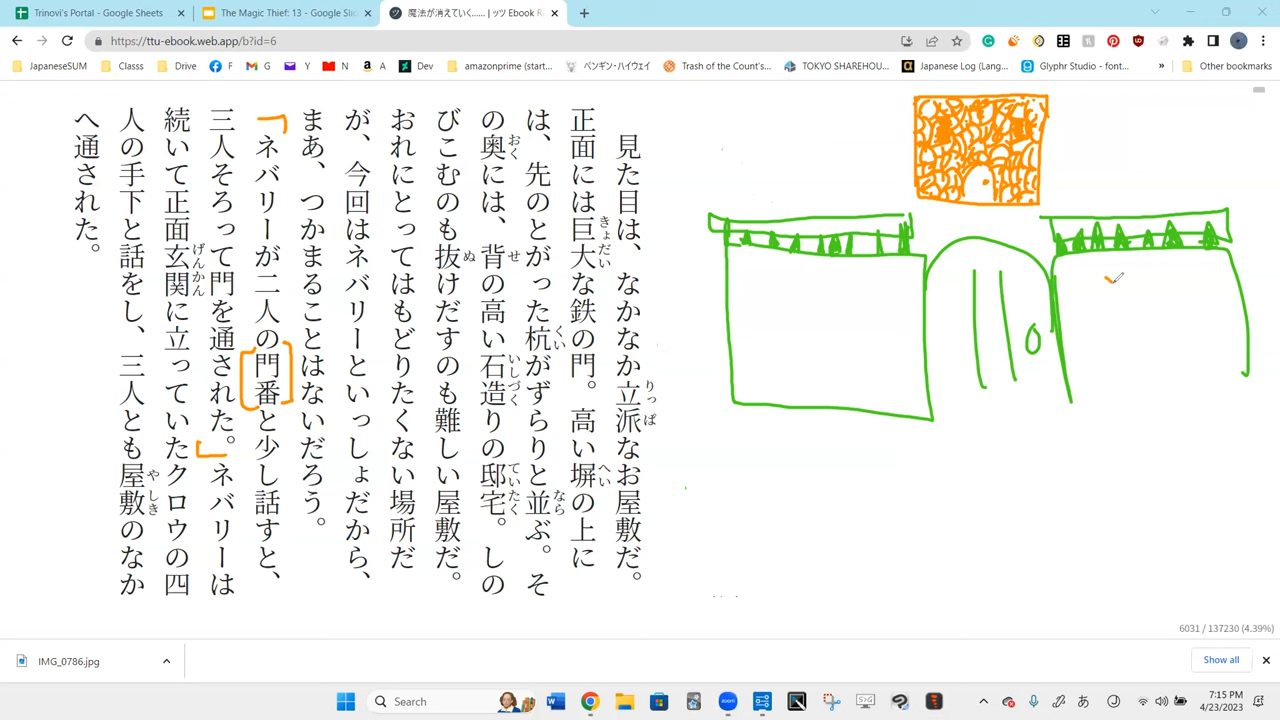 Trinovi's Portal - Google Sheets
The Magic Thief: 13 - Google Slid
魔法が消えていく...... | ッツ Ebook R
https://ttu-ebook.web.app/b?id=6
JapaneseSUM
Classs
Drive
F
G
Y
N
A
Dev
amazonprime (start...
ペンギン・ハイウェイ
Trash of the Count's...
TOKYO SHAREHOU...
Japanese Log (Lang...
Glyphr Studio - font...
Other bookmarks
見た目は、なかなか立派なお屋敷だ。
正面には巨大な鉄の門。高い塀の上に
は、先のとがった杭がずらりと並ぶ。そ
の奥には、背の高い石造りの邸宅。しの
びこむのも抜けだすのも難しい屋敷だ。
おれにとってはもどりたくない場所だ
が、今回はネバリーといっしょだから、
まあ、つかまることはないだろう。
ネバリーが二人の門番と少し話すと、
三人そろって門を通された。ネバリーは
続いて正面玄関に立っていたクロウの四
人の手下と話をし、三人とも屋敷のなか
へ通された。
6031 / 137230 (4.39%)
IMG_0786.jpg
Show all
Search
7:15 PM
4/23/2023